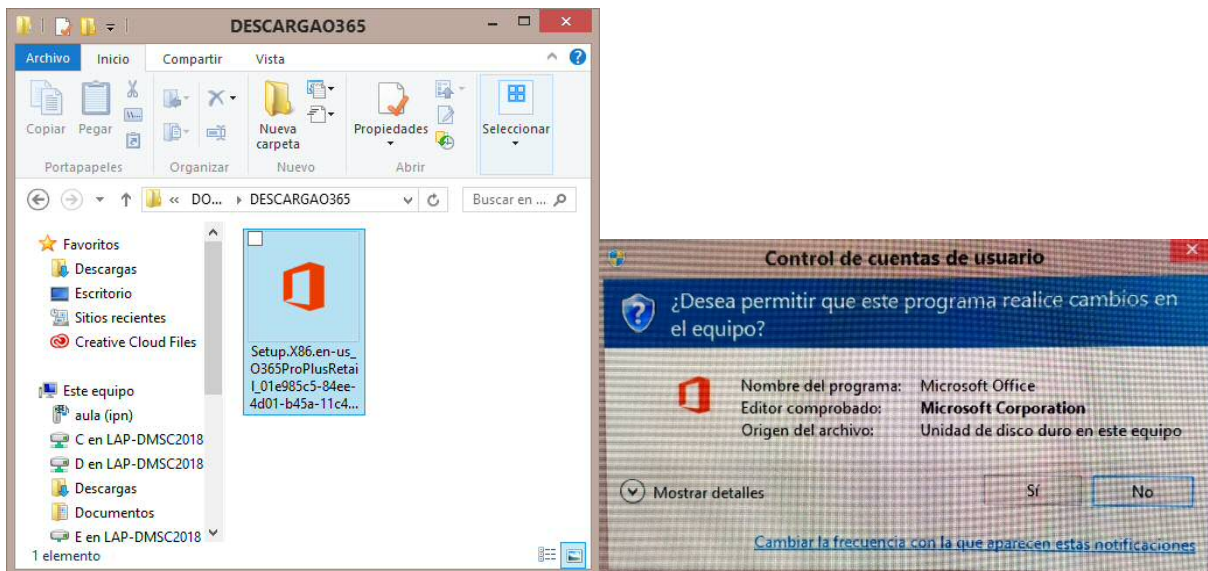 DESCARGAO365
Archivo Inicio Compartir Vista
Copiar Pegar Nueva carpeta Propiedades Seleccionar
Portapapeles Organizar Nuevo Abrir
« DO... DESCARGAO365 Buscar en ...
Favoritos
Descargas
Escritorio
Sitios recientes
Creative Cloud Files
Este equipo
aula (ipn)
C en LAP-DMSC2018
D en LAP-DMSC2018
Descargas
Documentos
E en LAP-DMSC2018
1 elemento
Setup.X86.en-us_
O365ProPlusRetai
l_01e985c5-84ee-
4d01-b45a-11c4...
Control de cuentas de usuario
¿Desea permitir que este programa realice cambios en
el equipo?
Nombre del programa: Microsoft Office
Editor comprobado: Microsoft Corporation
Origen del archivo: Unidad de disco duro en este equipo
Mostrar detalles Sí No
Cambiar la frecuencia con la que aparecen estas notificaciones